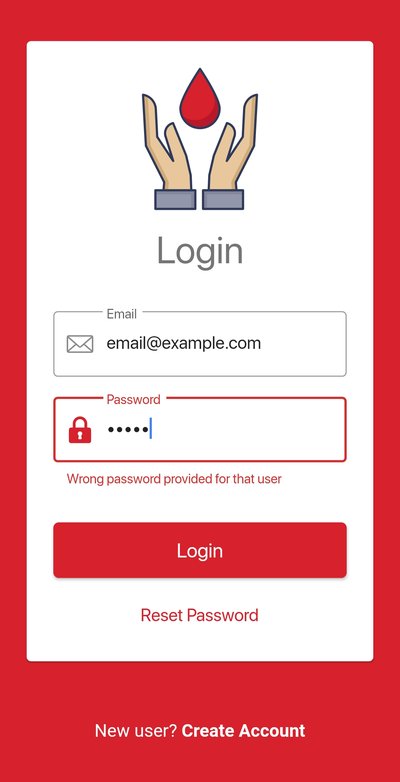 Login
Email
email@example.com
Password
•••••
Wrong password provided for that user
Login
Reset Password
New user? Create Account